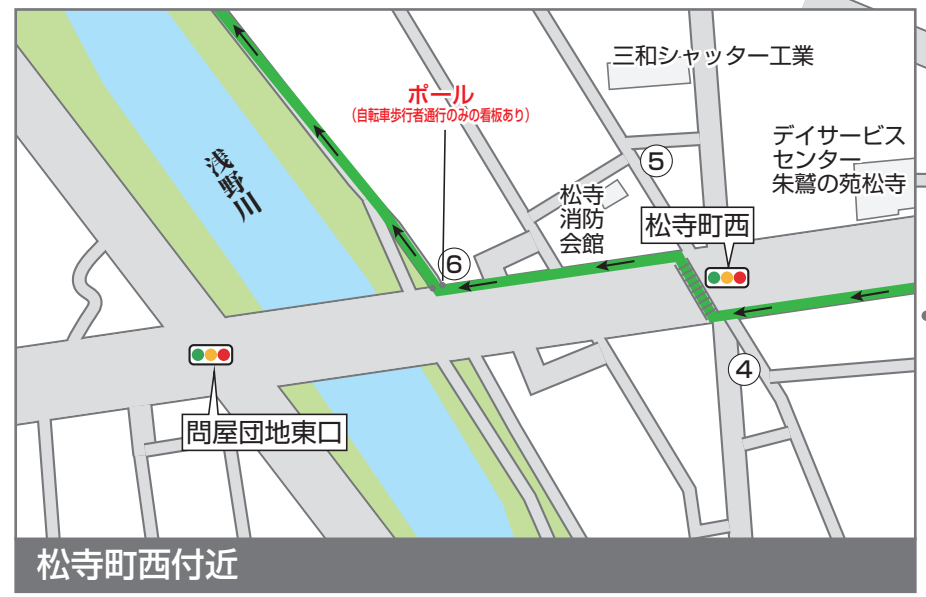 三和シャッター工業
ポール
（自転車歩行者通行のみの看板あり）
デイサービス
センター
朱鷺の苑松寺
⑤
浅野川
松寺
消防
会館
松寺町西
⑥
④
問屋団地東口
松寺町西付近